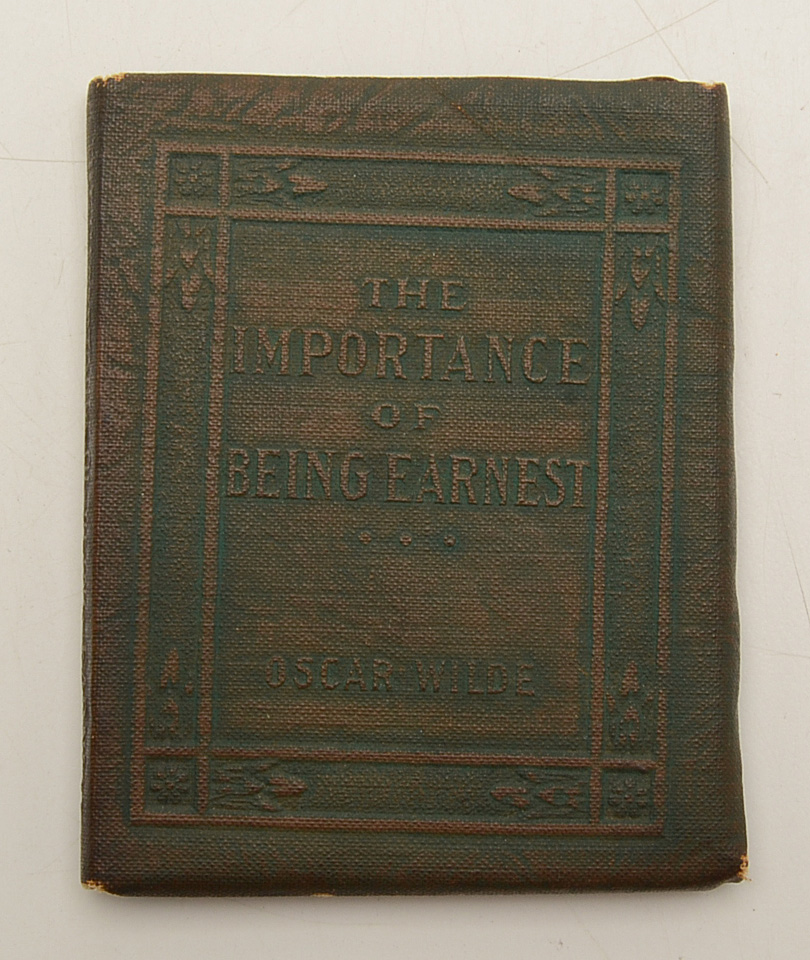 THE
IMPORTANCE
OF
BEING EARNEST
OSCAR WILDE